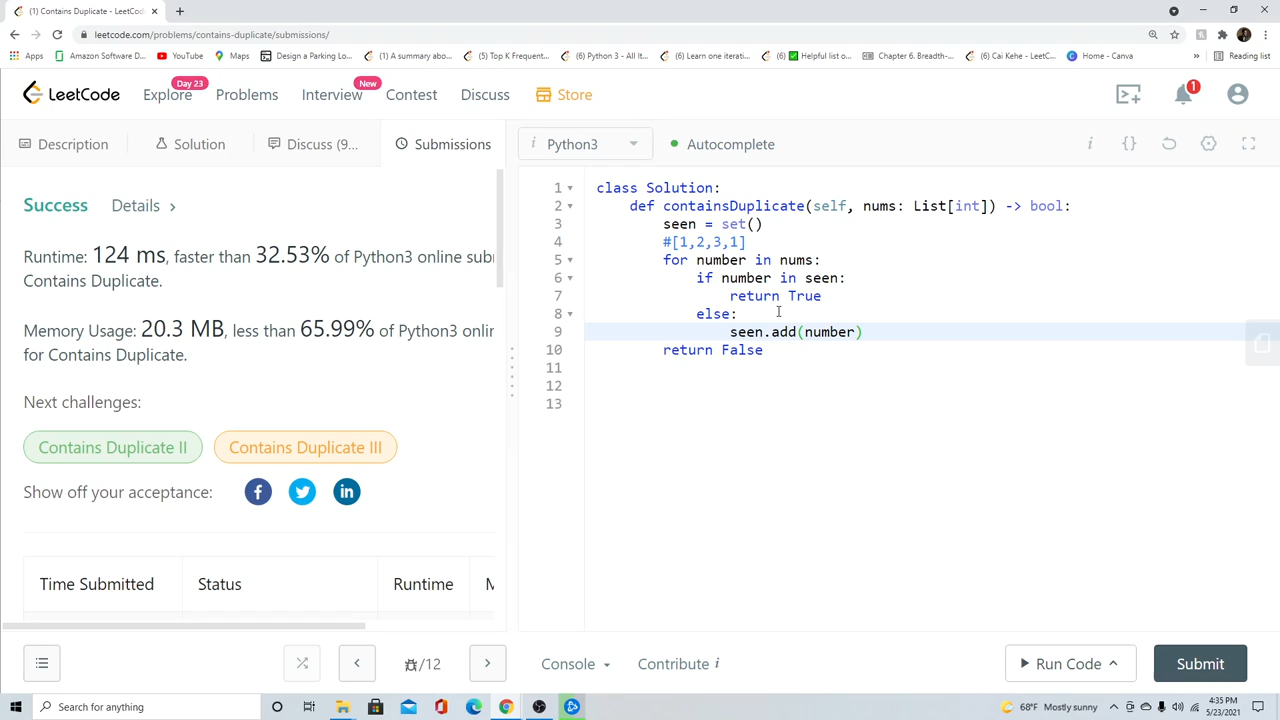 (1) Contains Duplicate - LeetCode
leetcode.com/problems/contains-duplicate/submissions/
Apps
Amazon Software D...
YouTube
Maps
Design a Parking Lo...
(1) A summary abo...
(5) Top K Frequent...
(6) Python 3 - All It...
(6) Learn one iterati...
(6) ✅ Helpful list o...
Chapter 6. Breadth-...
(6) Cai Kehe - LeetC...
Home - Canva
»
Reading list
LeetCode
Explore
Day 23
Problems
Interview
New
Contest
Discuss
Store
1
Description
Solution
Discuss (9...
Submissions
Success
Details >
Runtime: 124 ms, faster than 32.53% of Python3 online sub
Contains Duplicate.
Memory Usage: 20.3 MB, less than 65.99% of Python3 onlin
for Contains Duplicate.
Next challenges:
Contains Duplicate II
Contains Duplicate III
Show off your acceptance:
Time Submitted
Status
Runtime
M
i Python3
Autocomplete
i {}
1 class Solution:
2 def containsDuplicate(self, nums: List[int]) -> bool:
3 seen = set()
4 #[1,2,3,1]
5 for number in nums:
6 if number in seen:
7 return True
8 else:
9 seen.add(number)
10 return False
11
12
13
/12
Console
Contribute i
Run Code
Submit
Search for anything
68°F Mostly sunny
4:35 PM
5/23/2021